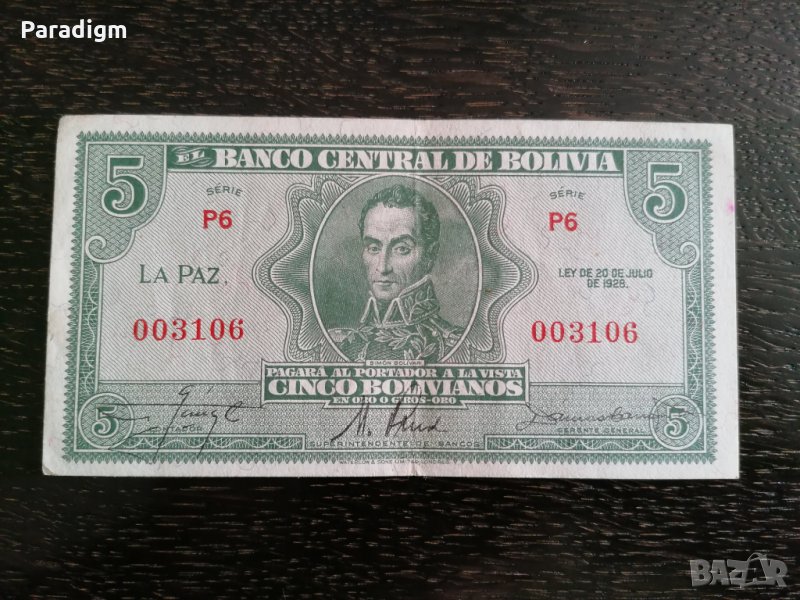 Paradigm
5 EL BANCO CENTRAL DE BOLIVIA 5
SERIE SERIE
P6 P6
LA PAZ,
LEY DE 20 DE JULIO
DE 1928.
003106 003106
SIMON BOLIVAR
PAGARÁ AL PORTADOR A LA VISTA
CINCO BOLIVIANOS
EN ORO O GIROS-ORO
5 5
GERENTE GENERAL
SUPERINTENDENTE DE BANCOS
BAZAR